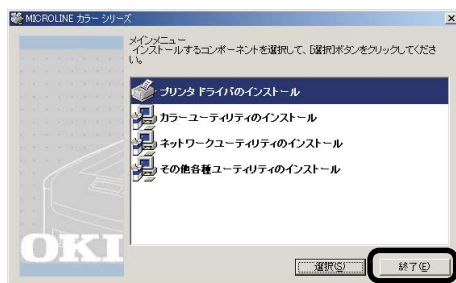 MICROLINE カラー シリーズ
メインメニュー
インストールするコンポーネントを選択して、[選択]ボタンをクリックしてくださ
い。
プリンタ ドライバのインストール
カラーユーティリティのインストール
ネットワークユーティリティのインストール
その他各種ユーティリティのインストール
OKI
選択(S)
終了(E)